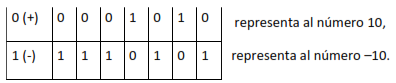 0 (+) 0 0 0 1 0 1 0 representa al número 10,
1 (-) 1 1 1 0 1 0 1 representa al número –10.